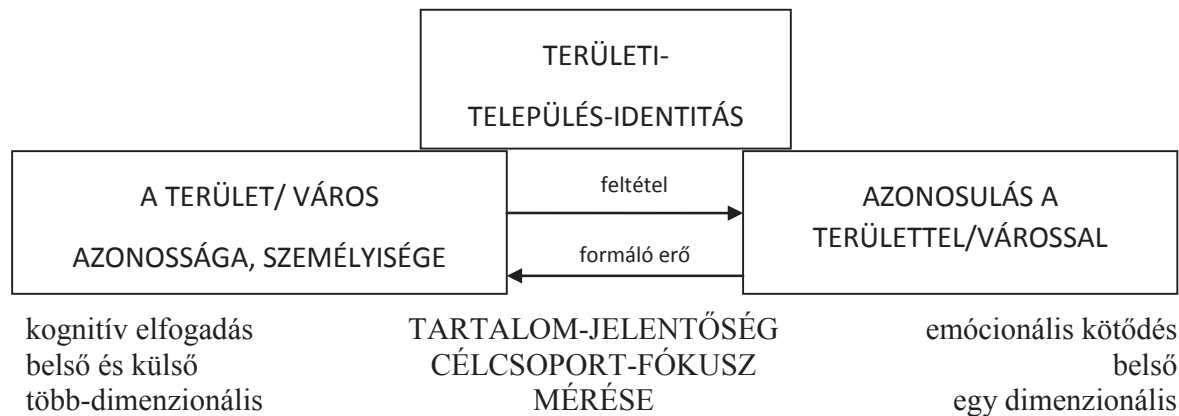 TERÜLETI-
TELEPÜLÉS-IDENTITÁS
A TERÜLET/ VÁROS
AZONOSSÁGA, SZEMÉLYISÉGE
feltétel
formáló erő
AZONOSULÁS A
TERÜLETTEL/VÁROSSAL
kognitív elfogadás TARTALOM-JELENTŐSÉG emócionális kötődés
belső és külső CÉLCSOPORT-FÓKUSZ belső
több-dimenzionális MÉRÉSE egy dimenzionális